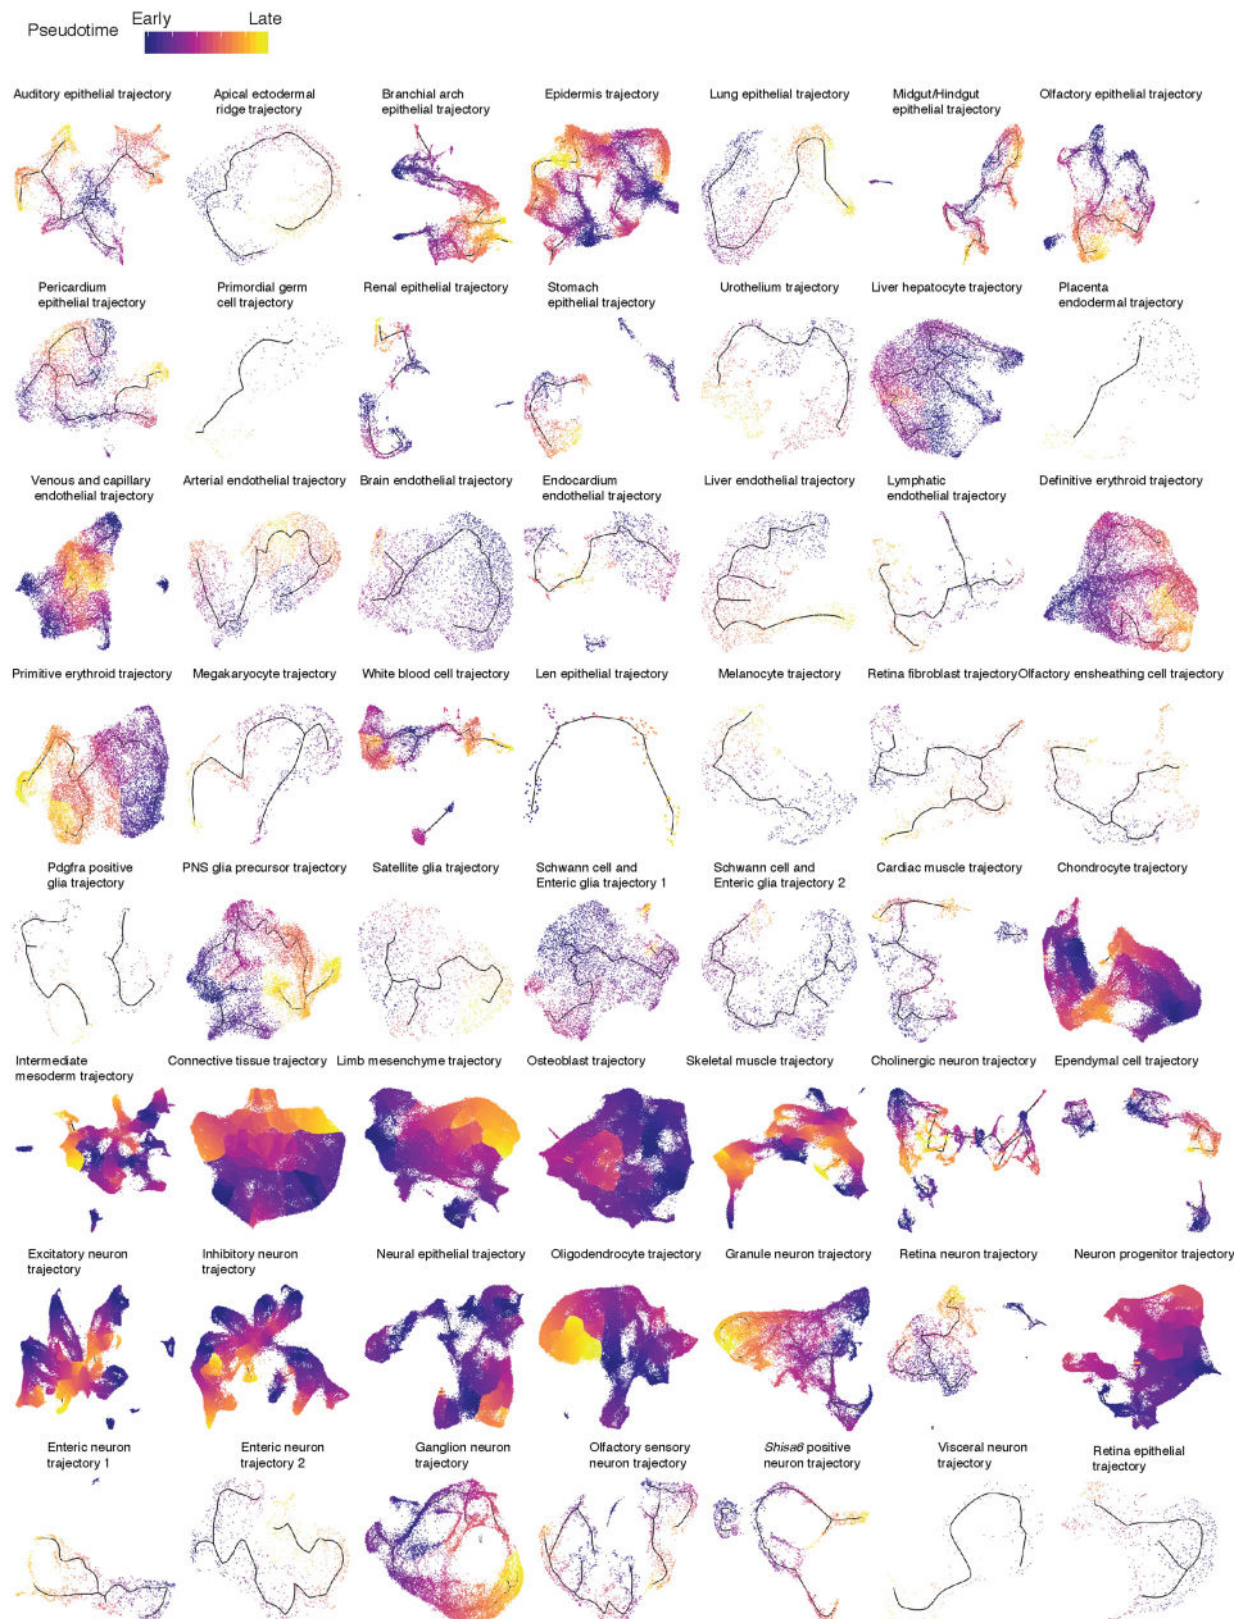 Early Late
Pseudotime
Auditory epithelial trajectory
Apical ectodermal
ridge trajectory
Branchial arch
epithelial trajectory
Epidermis trajectory
Lung epithelial trajectory
Midgut/Hindgut
epithelial trajectory
Olfactory epithelial trajectory
Pericardium
epithelial trajectory
Primordial germ
cell trajectory
Renal epithelial trajectory
Stomach
epithelial trajectory
Urothelium trajectory
Liver hepatocyte trajectory
Placenta
endodermal trajectory
Venous and capillary
endothelial trajectory
Arterial endothelial trajectory
Brain endothelial trajectory
Endocardium
endothelial trajectory
Liver endothelial trajectory
Lymphatic
endothelial trajectory
Definitive erythroid trajectory
Primitive erythroid trajectory
Megakaryocyte trajectory
White blood cell trajectory
Len epithelial trajectory
Melanocyte trajectory
Retina fibroblast trajectory
Olfactory ensheathing cell trajectory
Pdgfra positive
glia trajectory
PNS glia precursor trajectory
Satellite glia trajectory
Schwann cell and
Enteric glia trajectory 1
Schwann cell and
Enteric glia trajectory 2
Cardiac muscle trajectory
Chondrocyte trajectory
Intermediate
mesoderm trajectory
Connective tissue trajectory
Limb mesenchyme trajectory
Osteoblast trajectory
Skeletal muscle trajectory
Cholinergic neuron trajectory
Ependymal cell trajectory
Excitatory neuron
trajectory
Inhibitory neuron
trajectory
Neural epithelial trajectory
Oligodendrocyte trajectory
Granule neuron trajectory
Retina neuron trajectory
Neuron progenitor trajectory
Enteric neuron
trajectory 1
Enteric neuron
trajectory 2
Ganglion neuron
trajectory
Olfactory sensory
neuron trajectory
Shisa6 positive
neuron trajectory
Visceral neuron
trajectory
Retina epithelial
trajectory